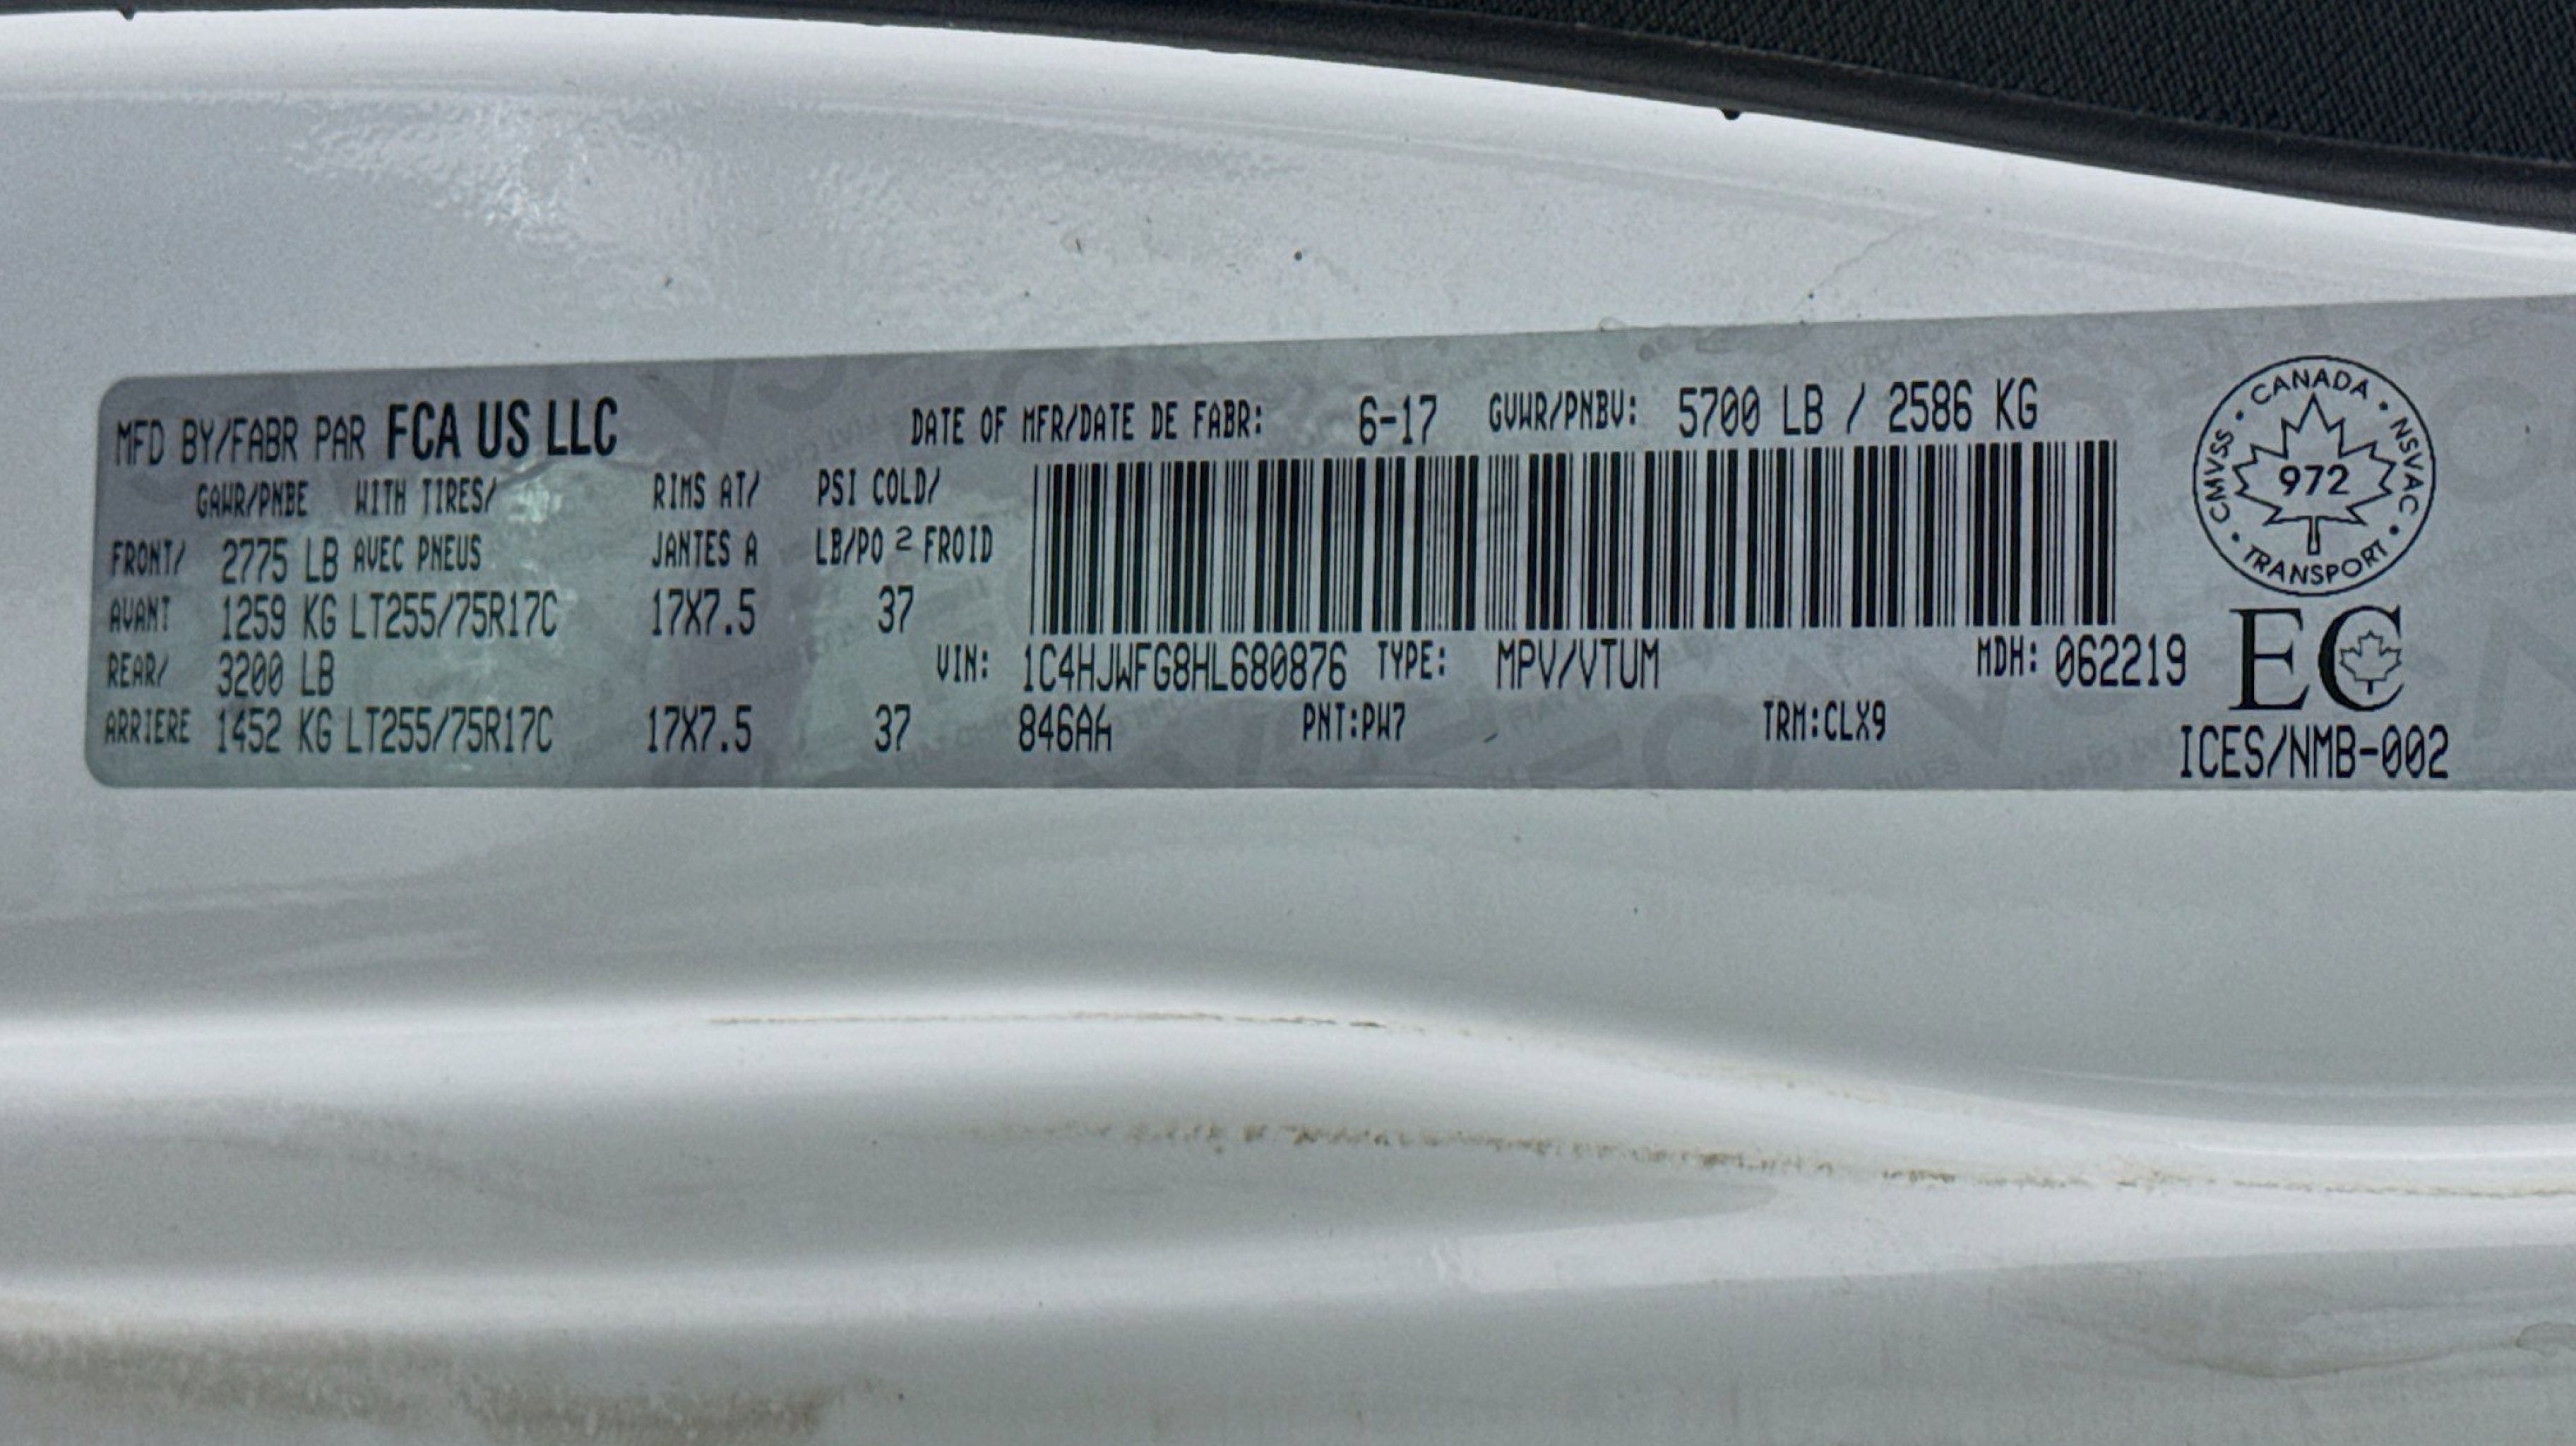 MFD BY/FABR PAR FCA US LLC DATE OF MFR/DATE DE FABR: 6-17 GVWR/PNBV: 5700 LB / 2586 KG
GAWR/PNBE WITH TIRES/ RIMS AT/ PSI COLD/
FRONT/ 2775 LB AVEC PNEUS JANTES A LB/PO 2 FROID
AVANT 1259 KG LT255/75R17C 17X7.5 37
REAR/ 3200 LB VIN: 1C4HJWFG8HL680876 TYPE: MPV/VTUM MDH: 062219
ARRIERE 1452 KG LT255/75R17C 17X7.5 37 846AH PNT:PW7 TRM:CLX9
CANADA • NSVAC • TRANSPORT • CMVSS •
972
EC
ICES/NMB-002